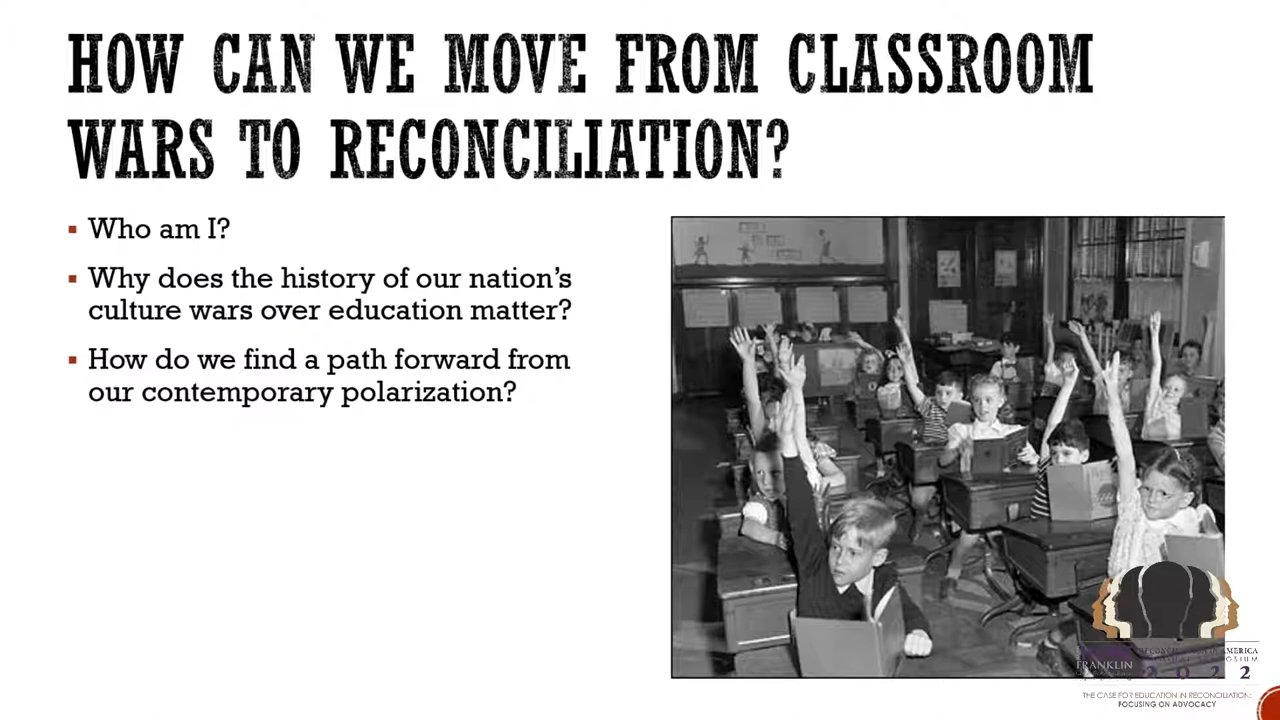 HOW CAN WE MOVE FROM CLASSROOM
WARS TO RECONCILIATION?
▪ Who am I?
▪ Why does the history of our nation's
culture wars over education matter?
▪ How do we find a path forward from
our contemporary polarization?
AMERICA
FRANKLIN
2022
THE CASE FOR EDUCATION IN RECONCILIATION:
FOCUSING ON ADVOCACY